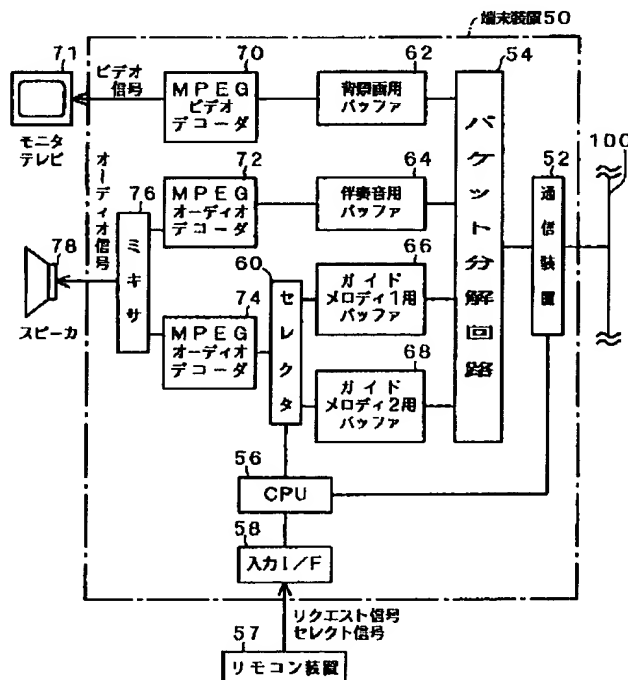 端末装置50
71
ビデオ
信号
モニタ
テレビ
70
MPEG
ビデオ
デコーダ
62
背景画用
バッファ
54
パケット分解回路
100
52
通信装置
オーディオ信号
72
MPEG
オーディオ
デコーダ
64
伴奏音用
バッファ
76
ミキサ
78
スピーカ
60
セレクタ
66
ガイド
メロディ1用
バッファ
74
MPEG
オーディオ
デコーダ
68
ガイド
メロディ2用
バッファ
56
CPU
58
入力I/F
リクエスト信号
セレクト信号
57
リモコン装置